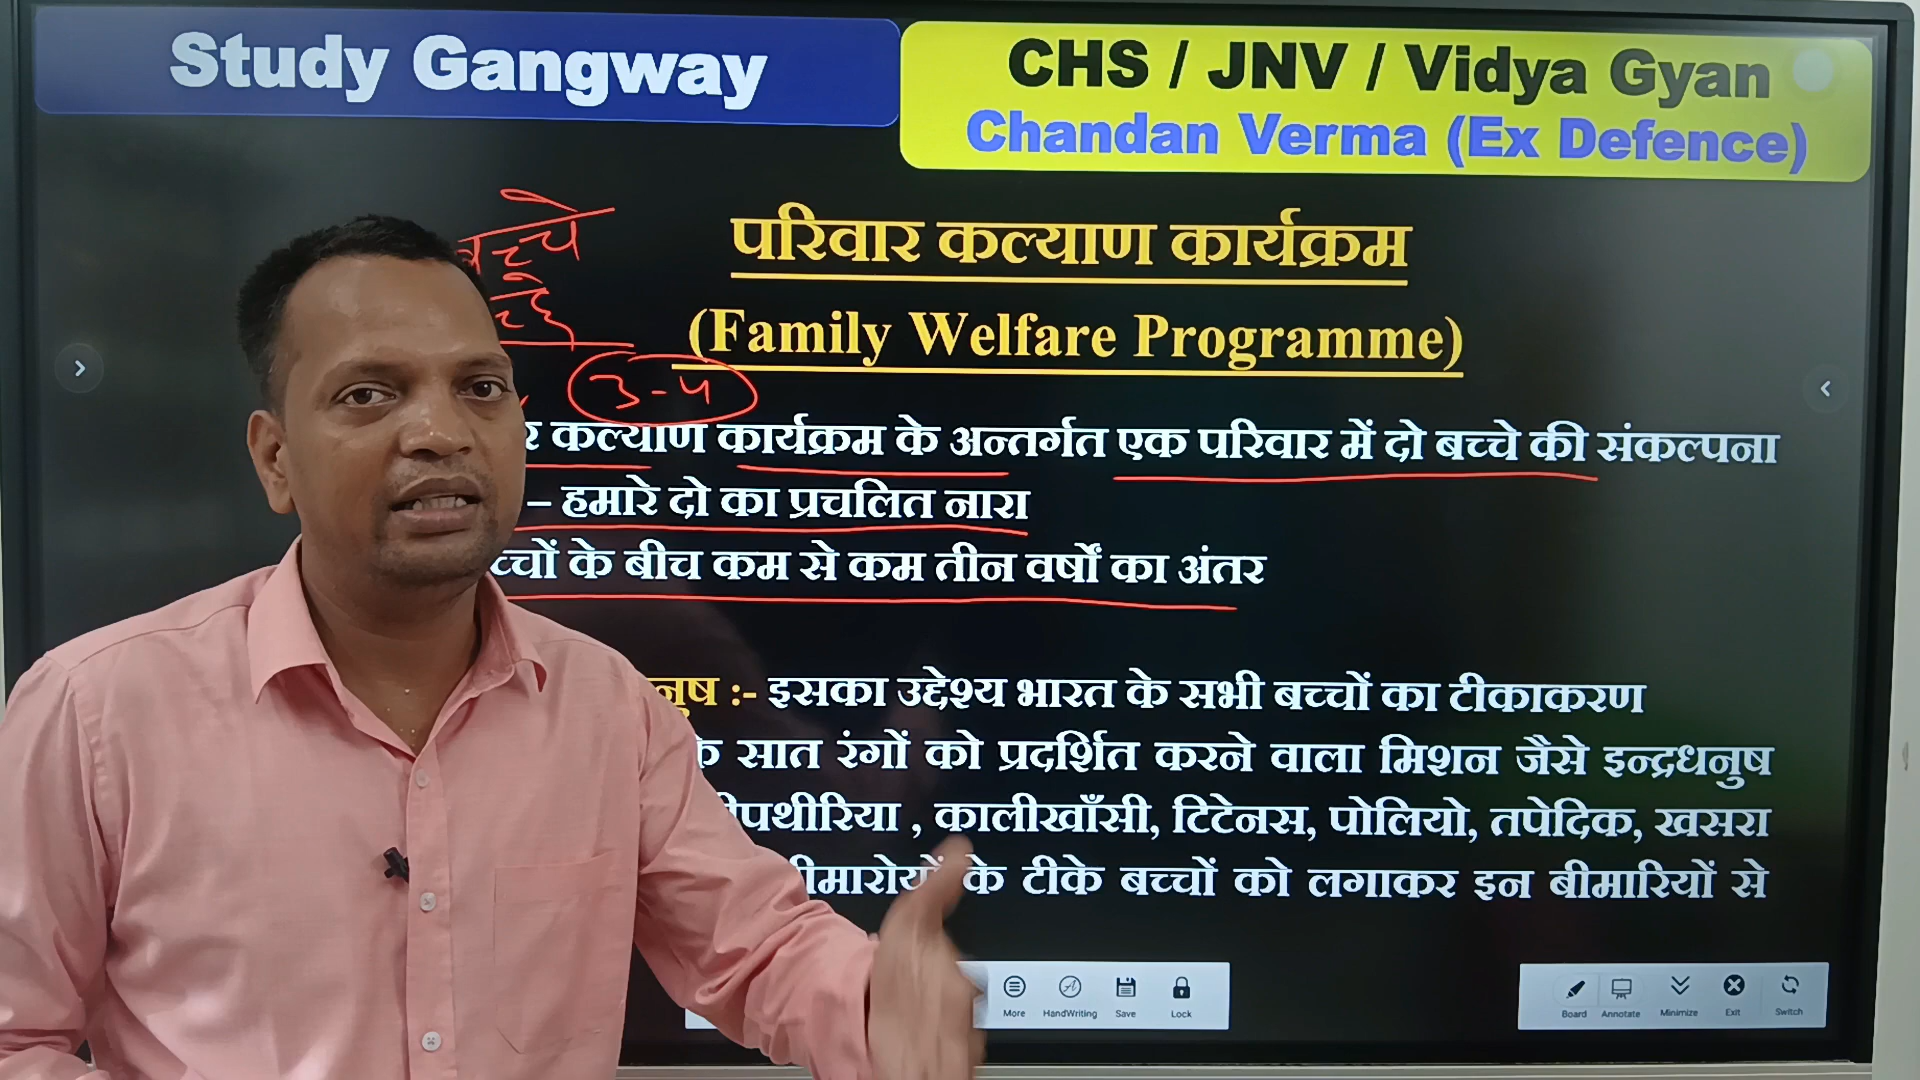 Study Gangway
CHS / JNV / Vidya Gyan
Chandan Verma (Ex Defence)
परिवार कल्याण कार्यक्रम
(Family Welfare Programme)
3-4
कल्याण कार्यक्रम के अन्तर्गत एक परिवार में दो बच्चे की संकल्पना
– हमारे दो का प्रचलित नारा
के बीच कम से कम तीन वर्षों का अंतर
:- इसका उद्देश्य भारत के सभी बच्चों का टीकाकरण
सात रंगों को प्रदर्शित करने वाला मिशन जैसे इन्द्रधनुष
, कालीखाँसी, टिटेनस, पोलियो, तपेदिक, खसरा
के टीके बच्चों को लगाकर इन बीमारियों से
More HandWriting Save Lock
Board Annotate Minimize Exit Switch